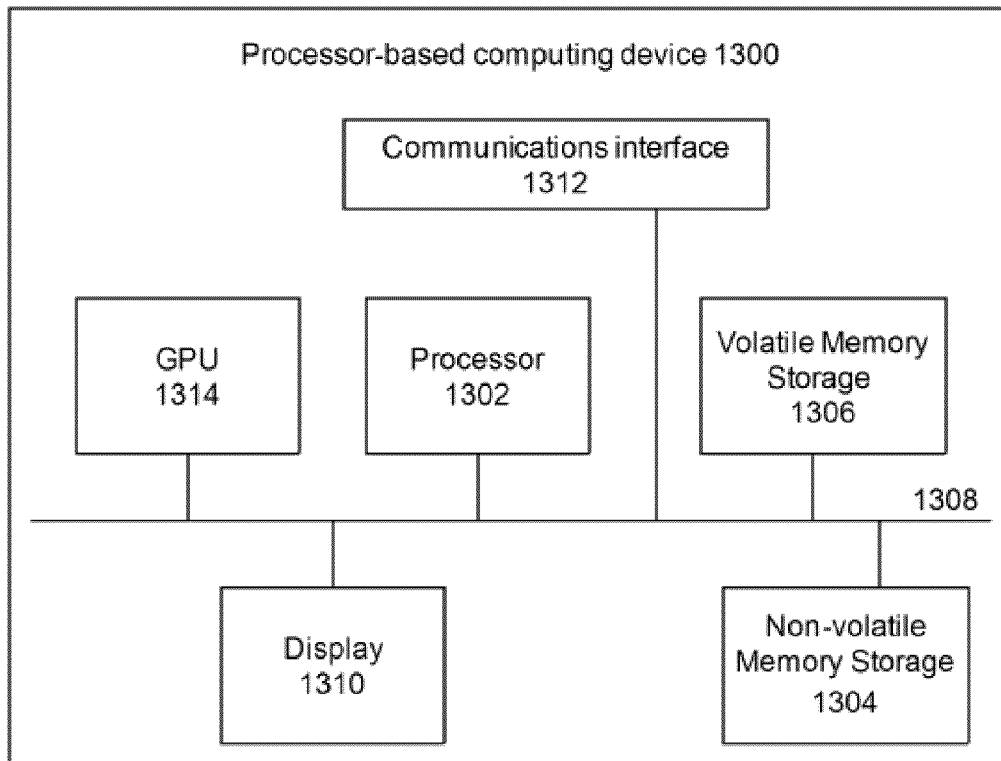 Processor-based computing device 1300
Communications interface
1312
GPU
1314
Processor
1302
Volatile Memory
Storage
1306
1308
Display
1310
Non-volatile
Memory Storage
1304